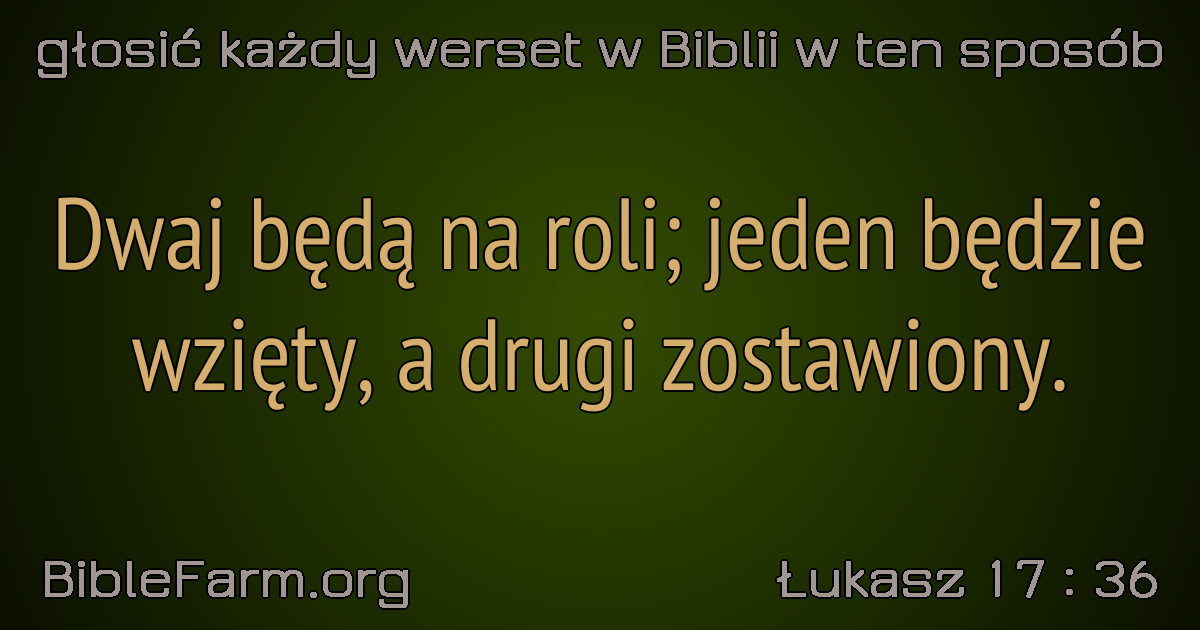 głosić każdy werset w Biblii w ten sposób
Dwaj będą na roli; jeden będzie
wzięty, a drugi zostawiony.
BibleFarm.org
Łukasz 17 : 36